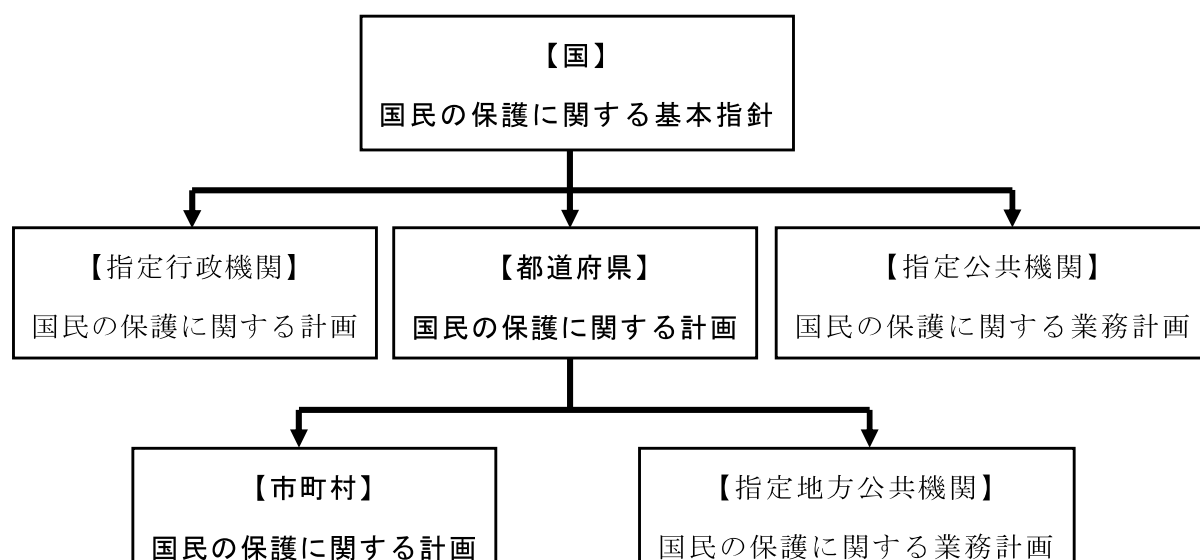 【国】
国民の保護に関する基本指針
【指定行政機関】
国民の保護に関する計画
【都道府県】
国民の保護に関する計画
【指定公共機関】
国民の保護に関する業務計画
【市町村】
国民の保護に関する計画
【指定地方公共機関】
国民の保護に関する業務計画